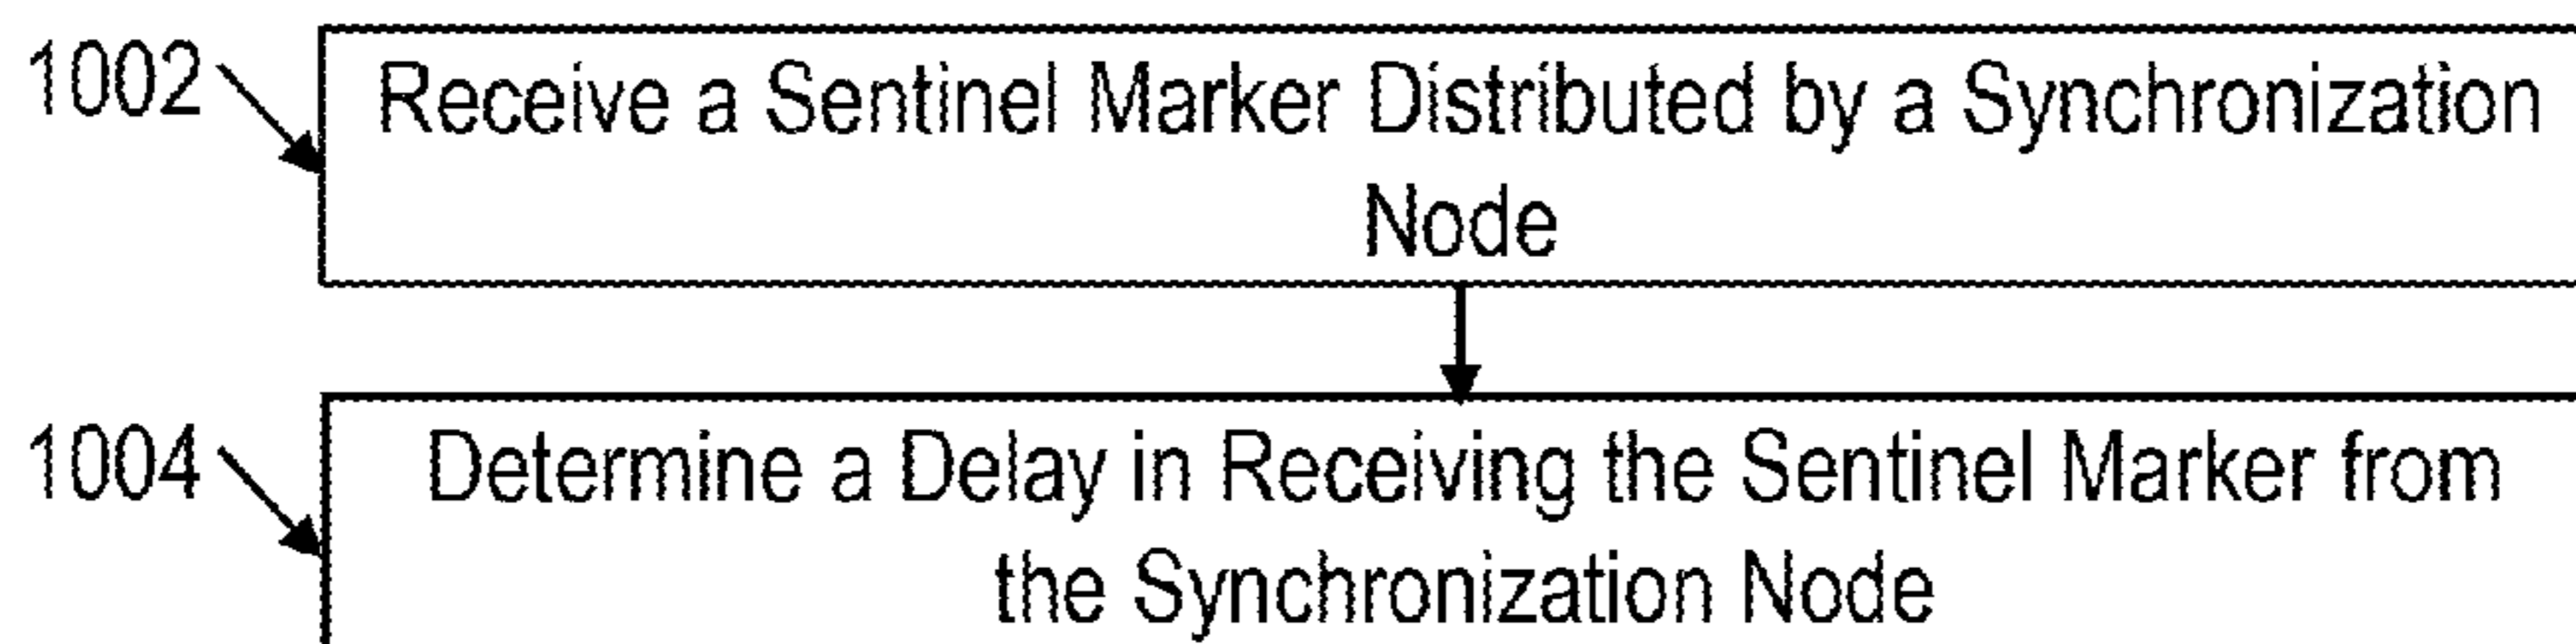 1002
Receive a Sentinel Marker Distributed by a Synchronization
Node
1004
Determine a Delay in Receiving the Sentinel Marker from
the Synchronization Node